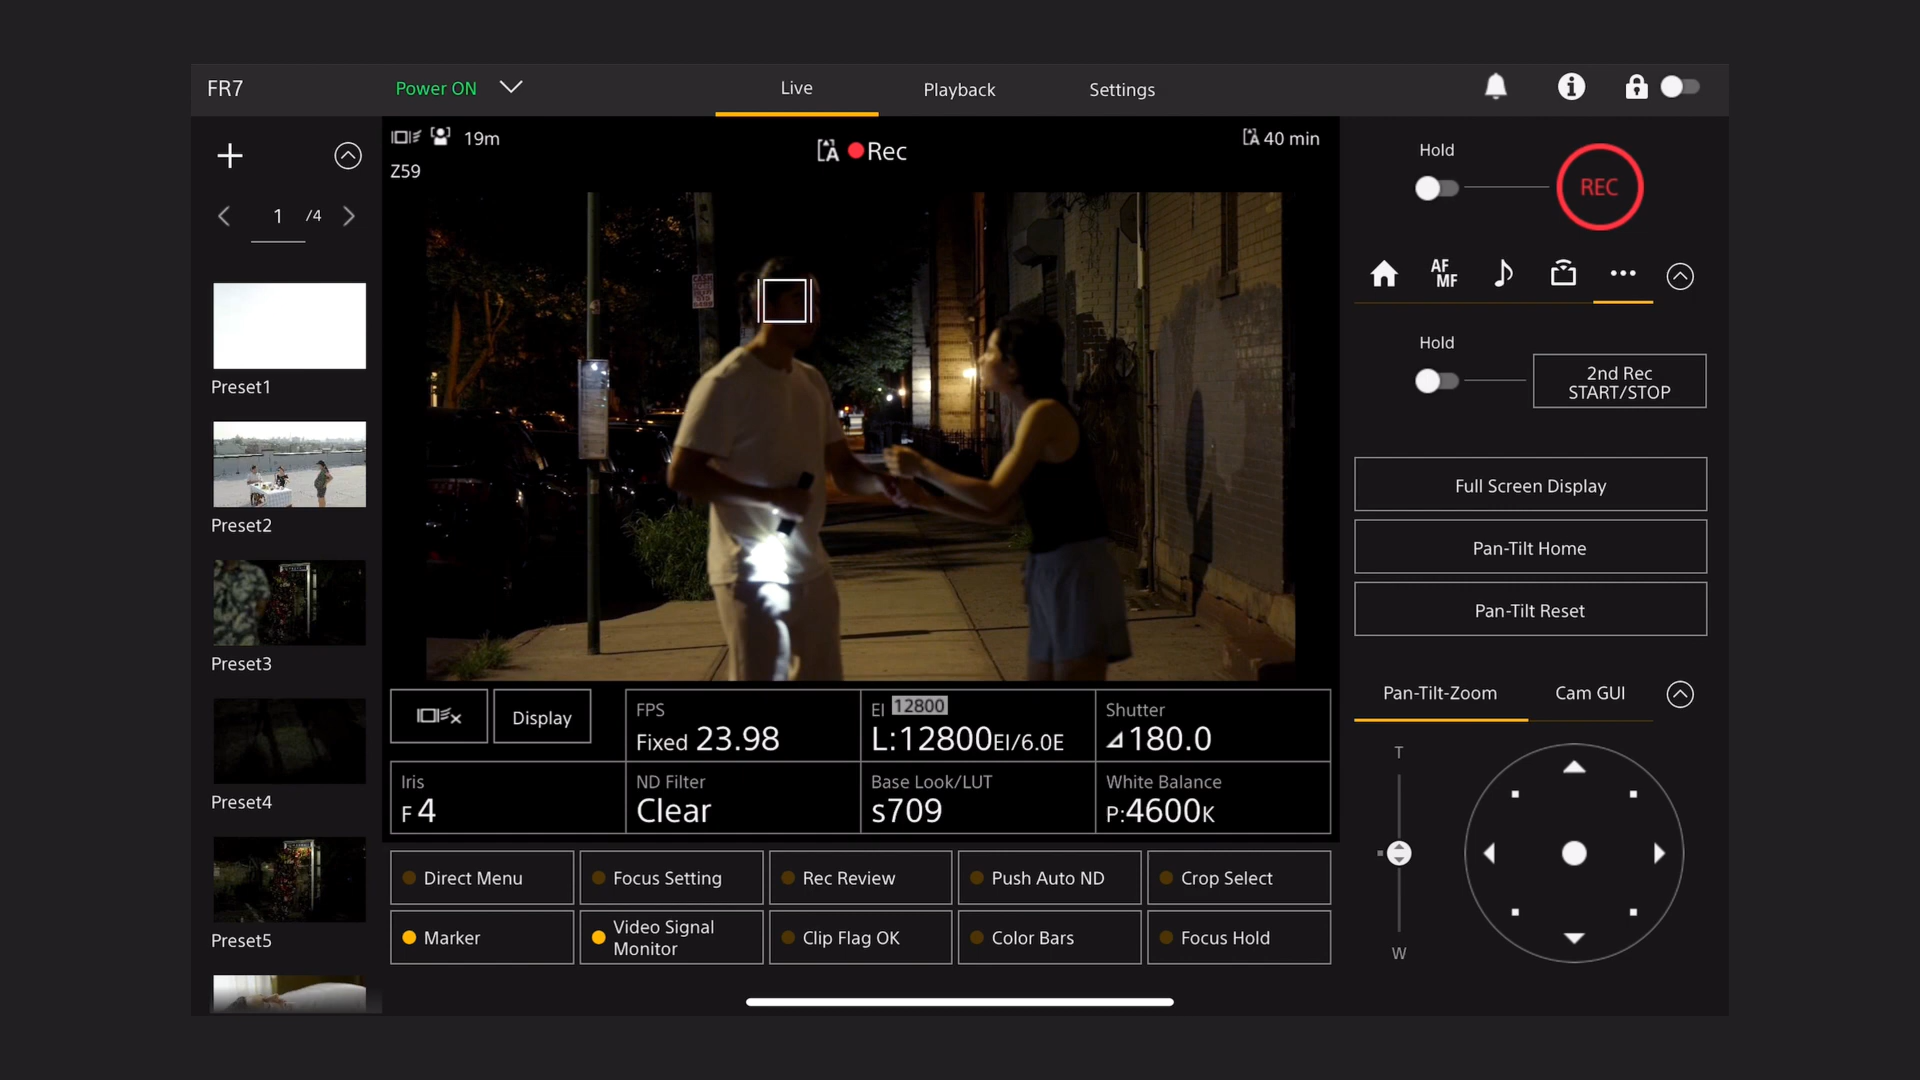 FR7
Power ON
Live
Playback
Settings
1 /4
Preset1
Preset2
Preset3
Preset4
Preset5
19m
Z59
A Rec
A 40 min
Display
FPS
Fixed 23.98
EI 12800
L:12800EI/6.0E
Shutter
180.0
Iris
F 4
ND Filter
Clear
Base Look/LUT
s709
White Balance
P:4600K
Direct Menu
Focus Setting
Rec Review
Push Auto ND
Crop Select
Marker
Video Signal
Monitor
Clip Flag OK
Color Bars
Focus Hold
Hold
REC
AF
MF
Hold
2nd Rec
START/STOP
Full Screen Display
Pan-Tilt Home
Pan-Tilt Reset
Pan-Tilt-Zoom
Cam GUI
T
W